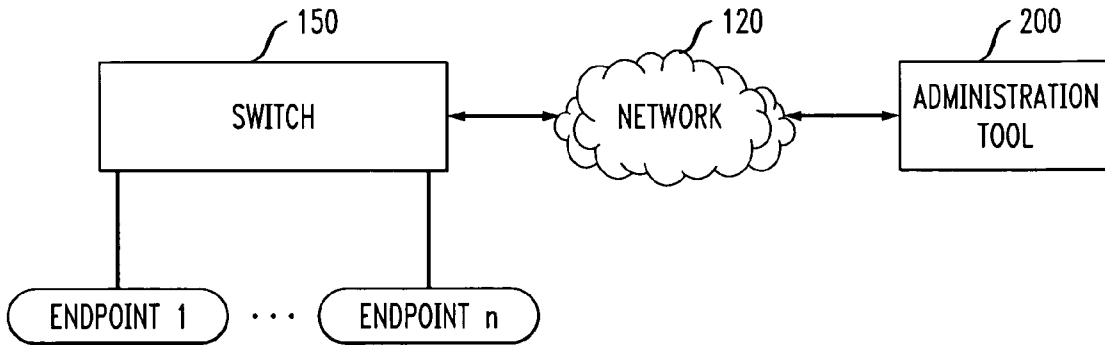 150
120
200
SWITCH
NETWORK
ADMINISTRATION
TOOL
ENDPOINT 1 ... ENDPOINT n